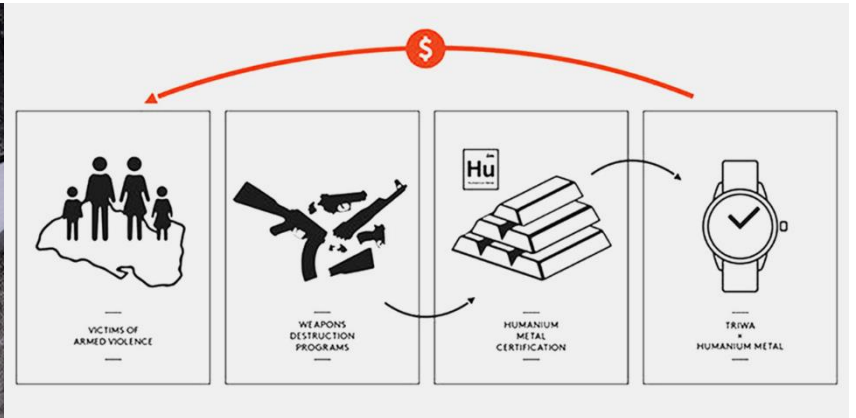 $
VICTIMS OF
ARMED VIOLENCE
WEAPONS
DESTRUCTION
PROGRAMS
Hu
HUMANIUM
METAL
CERTIFICATION
TRIWA
×
HUMANIUM METAL